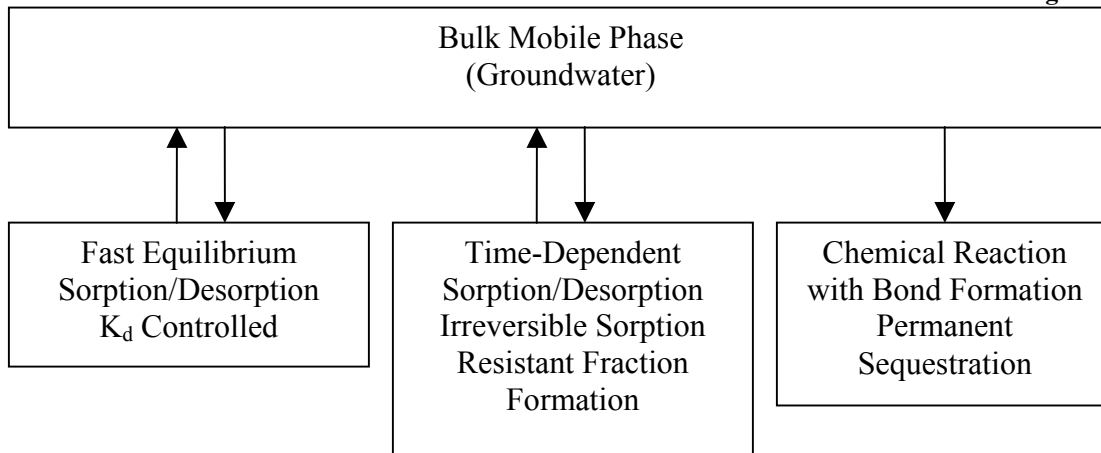 Bulk Mobile Phase
(Groundwater)
Fast Equilibrium
Sorption/Desorption
Kd Controlled
Time-Dependent
Sorption/Desorption
Irreversible Sorption
Resistant Fraction
Formation
Chemical Reaction
with Bond Formation
Permanent
Sequestration